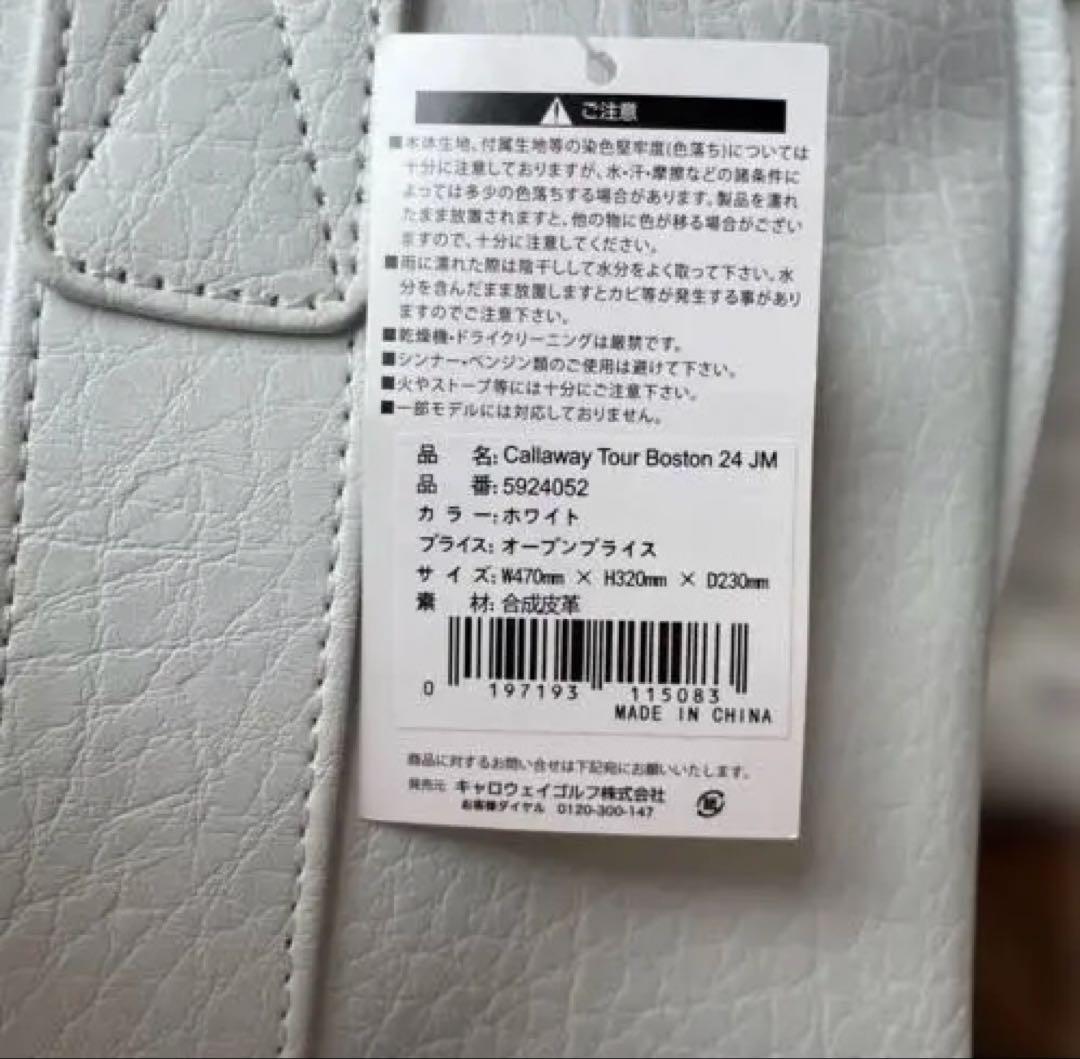 ご注意
■本体生地、付属生地等の染色堅牢度(色落ち)については
十分に注意しておりますが、水・汗・摩擦などの諸条件に
よっては多少の色落ちする場合があります。製品を濡れ
たまま放置されますと、他の物に色が移る場合がござい
ますので、十分に注意してください。
■雨に濡れた際は陰干しして水分をよく取って下さい。水
分を含んだまま放置しますとカビ等が発生する事があり
ますのでご注意下さい。
■乾燥機・ドライクリーニングは厳禁です。
■シンナー・ベンジン類のご使用は避けて下さい。
■火やストーブ等には十分にご注意下さい。
■一部モデルには対応しておりません。
品 名: Callaway Tour Boston 24 JM
品 番: 5924052
カ ラ ー: ホワイト
プライス: オープンプライス
サ イ ズ: W470mm × H320mm × D230mm
素 材: 合成皮革
0 197193 115083
MADE IN CHINA
商品に対するお問い合せは下記宛にお願いいたします。
発売元 キャロウェイゴルフ株式会社
お客様ダイヤル 0120-300-147
紙